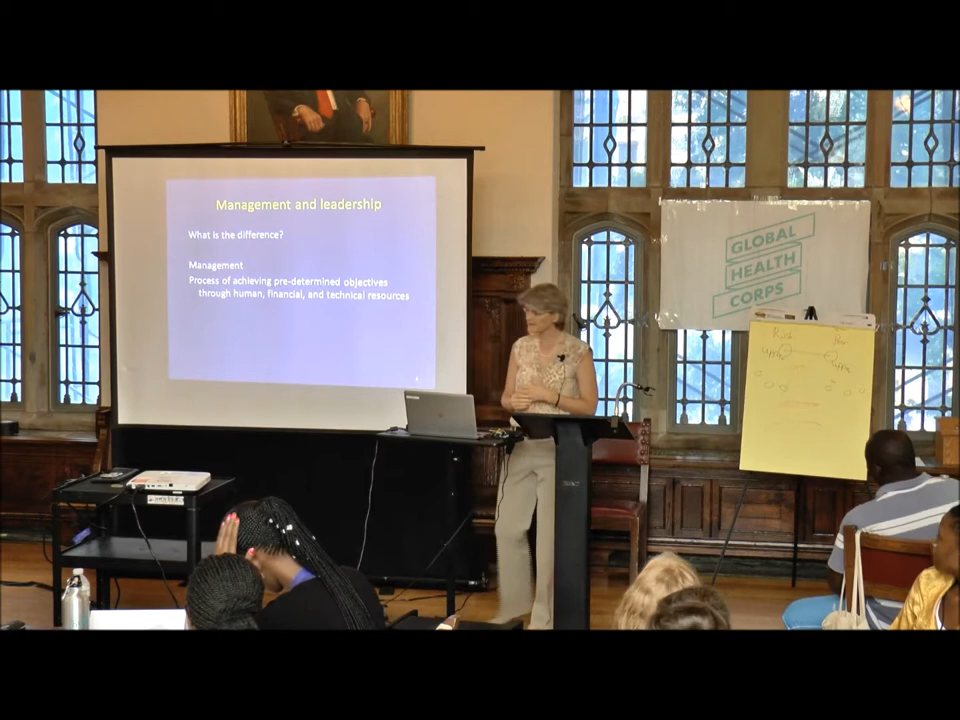 Management and leadership
What is the difference?
Management
Process of achieving pre-determined objectives
through human, financial, and technical resources
GLOBAL
HEALTH
CORPS
Rich